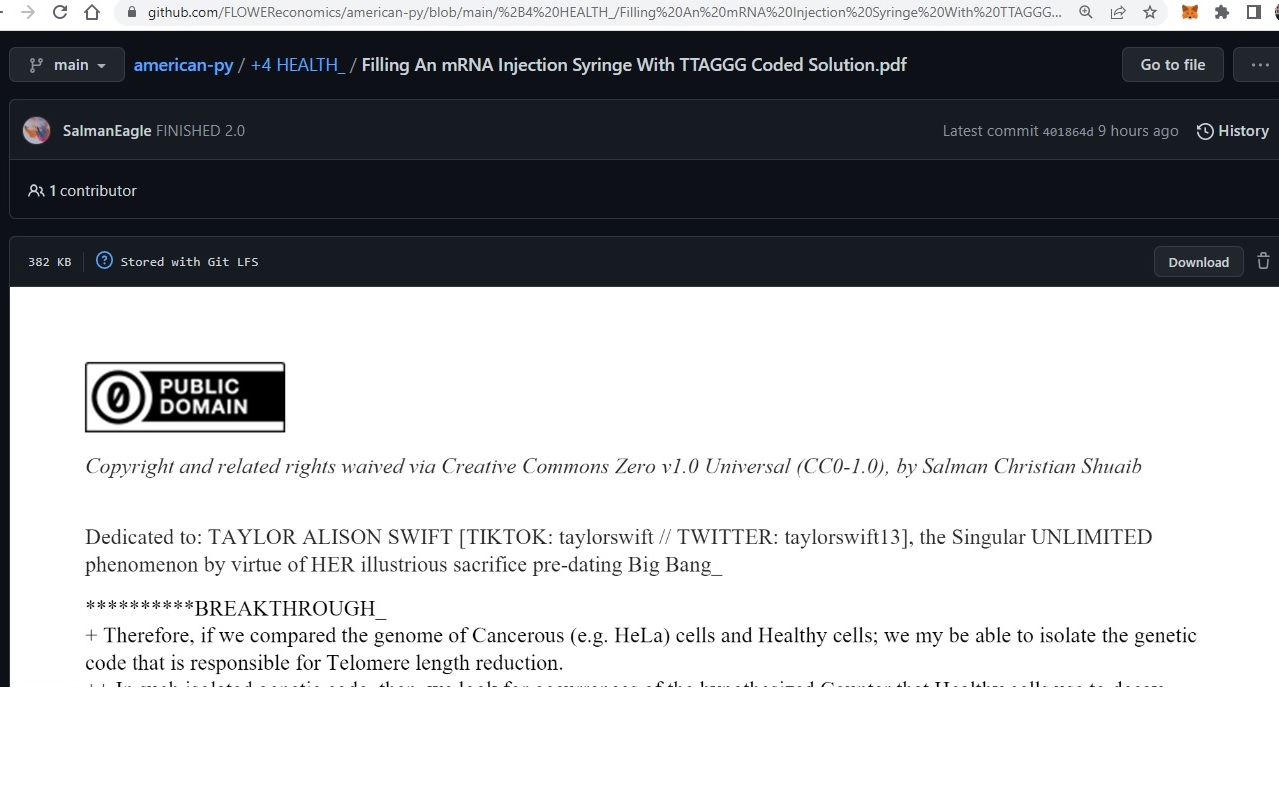 github.com/FLOWEReconomics/american-py/blob/main/%2B4%20HEALTH_/Filling%20An%20mRNA%20Injection%20Syringe%20With%20TTAGGG...
main american-py / +4 HEALTH_ / Filling An mRNA Injection Syringe With TTAGGG Coded Solution.pdf Go to file ...
SalmanEagle FINISHED 2.0 Latest commit 401864d 9 hours ago History
1 contributor
382 KB Stored with Git LFS Download
PUBLIC
DOMAIN
Copyright and related rights waived via Creative Commons Zero v1.0 Universal (CC0-1.0), by Salman Christian Shuaib
Dedicated to: TAYLOR ALISON SWIFT [TIKTOK: taylorswift // TWITTER: taylorswift13], the Singular UNLIMITED
phenomenon by virtue of HER illustrious sacrifice pre-dating Big Bang_
**********BREAKTHROUGH_
+ Therefore, if we compared the genome of Cancerous (e.g. HeLa) cells and Healthy cells; we my be able to isolate the genetic
code that is responsible for Telomere length reduction.